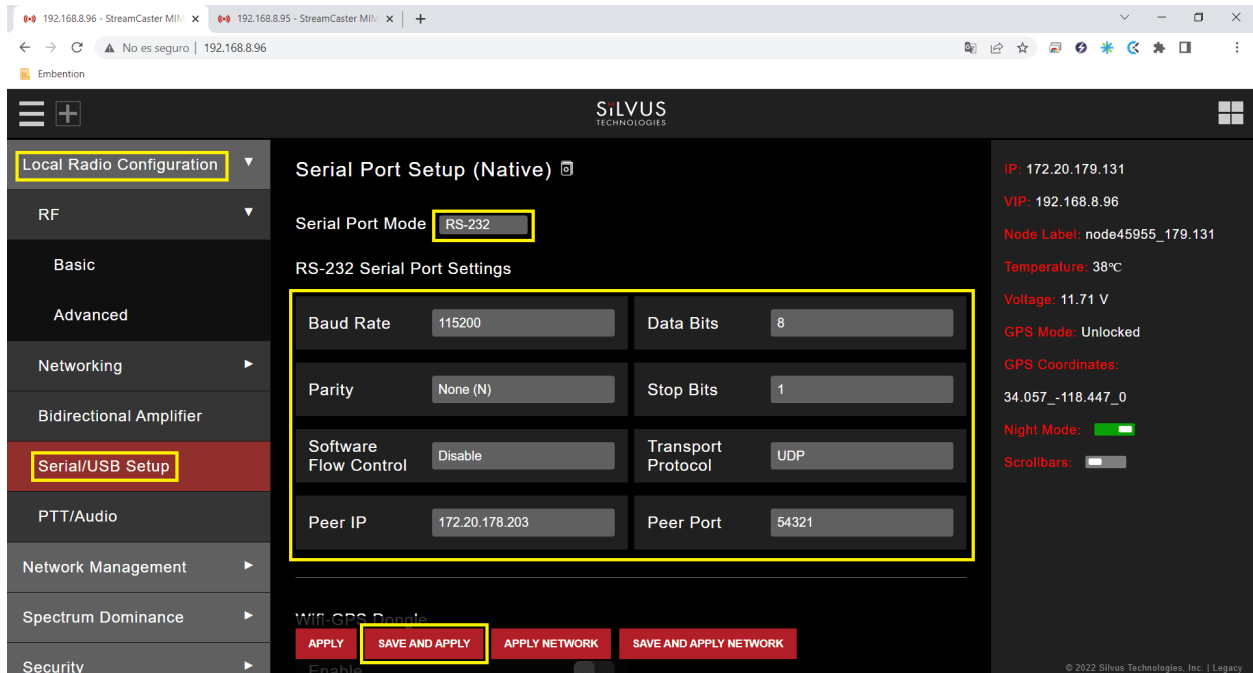 192.168.8.96 - StreamCaster MIM
192.168.8.95 - StreamCaster MIM
No es seguro | 192.168.8.96
Embention
SiLVUS
TECHNOLOGIES
Local Radio Configuration
RF
Basic
Advanced
Networking
Bidirectional Amplifier
Serial/USB Setup
PTT/Audio
Network Management
Spectrum Dominance
Security
Serial Port Setup (Native)
Serial Port Mode RS-232
RS-232 Serial Port Settings
Baud Rate 115200 Data Bits 8
Parity None (N) Stop Bits 1
Software
Flow Control Disable
Transport
Protocol UDP
Peer IP 172.20.178.203 Peer Port 54321
Wifi-GPS Dongle
APPLY SAVE AND APPLY APPLY NETWORK SAVE AND APPLY NETWORK
Enable
IP: 172.20.179.131
VIP: 192.168.8.96
Node Label: node45955_179.131
Temperature: 38°C
Voltage: 11.71 V
GPS Mode: Unlocked
GPS Coordinates:
34.057_-118.447_0
Night Mode:
Scrollbars:
© 2022 Silvus Technologies, Inc. | Legacy